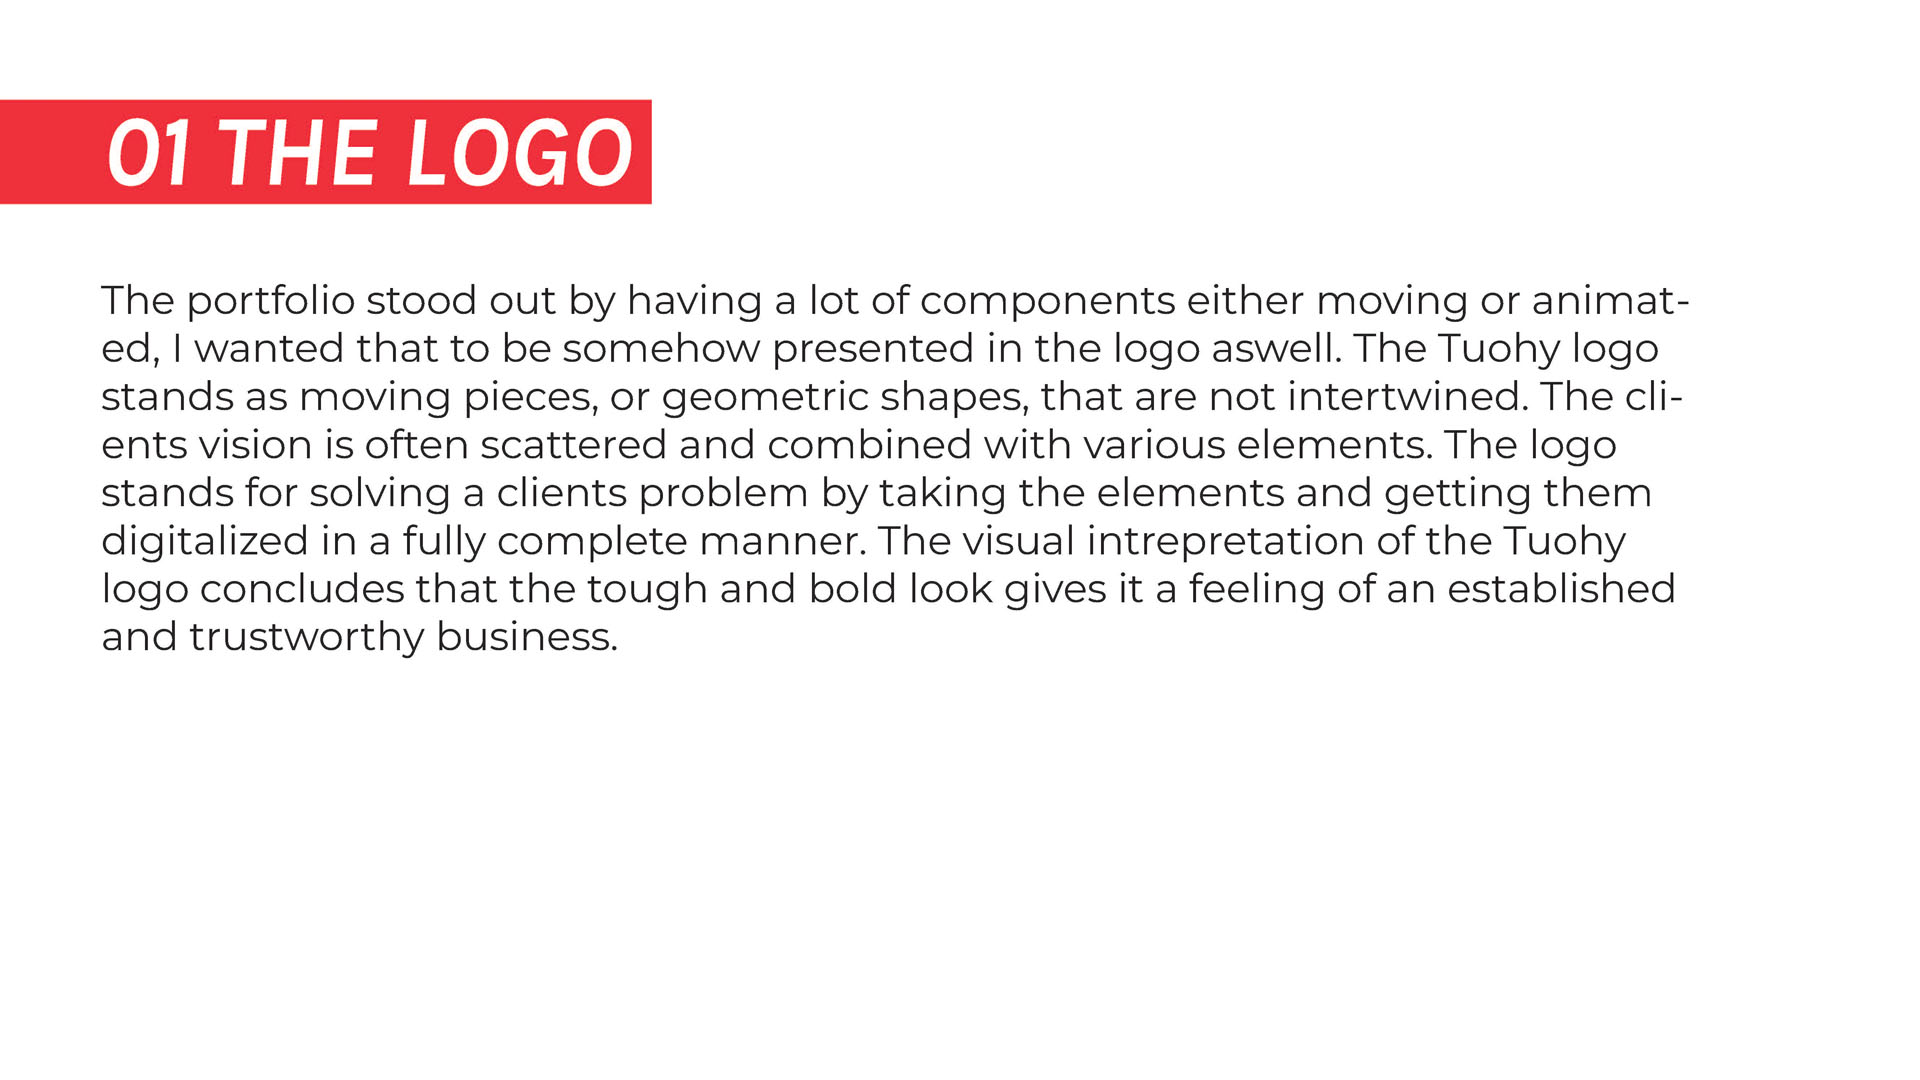 01 THE LOGO
The portfolio stood out by having a lot of components either moving or animat-
ed, I wanted that to be somehow presented in the logo aswell. The Tuohy logo
stands as moving pieces, or geometric shapes, that are not intertwined. The cli-
ents vision is often scattered and combined with various elements. The logo
stands for solving a clients problem by taking the elements and getting them
digitalized in a fully complete manner. The visual intrepretation of the Tuohy
logo concludes that the tough and bold look gives it a feeling of an established
and trustworthy business.